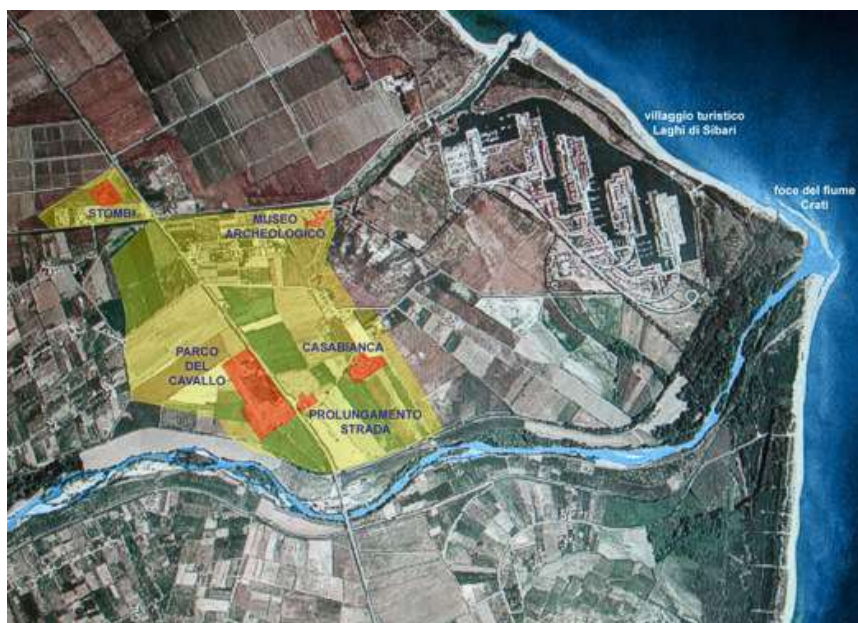 villaggio turistico
Laghi di Sibari
foce del fiume
Crati
STOMBI
MUSEO
ARCHEOLOGICO
PARCO
DEL
CAVALLO
CASABIANCA
PROLUNGAMENTO
STRADA